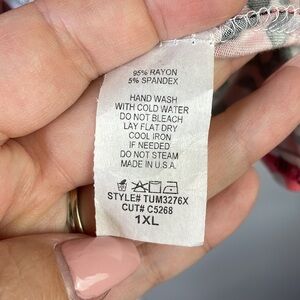 95% RAYON
5% SPANDEX
HAND WASH
WITH COLD WATER
DO NOT BLEACH
LAY FLAT DRY
COOL IRON
IF NEEDED
DO NOT STEAM
MADE IN U.S.A.
STYLE# TUM3276X
CUT# C5268
1XL